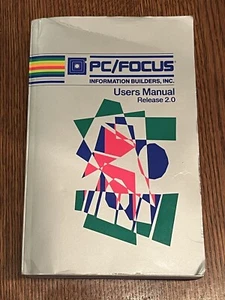 PC/FOCUS
INFORMATION BUILDERS, INC.
Users Manual
Release 2.0